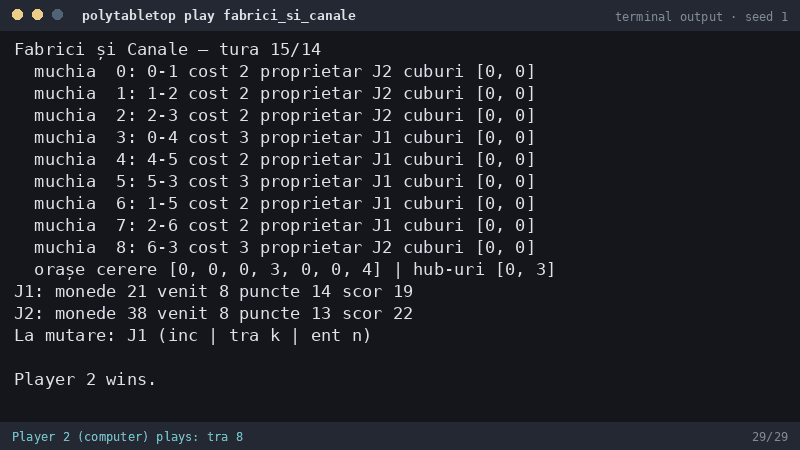 polytabletop play fabrici_si_canale
terminal output · seed 1
Fabrici și Canale — tura 15/14
muchia  0: 0-1 cost 2 proprietar J2 cuburi [0, 0]
muchia  1: 1-2 cost 2 proprietar J2 cuburi [0, 0]
muchia  2: 2-3 cost 2 proprietar J2 cuburi [0, 0]
muchia  3: 0-4 cost 3 proprietar J1 cuburi [0, 0]
muchia  4: 4-5 cost 2 proprietar J1 cuburi [0, 0]
muchia  5: 5-3 cost 3 proprietar J1 cuburi [0, 0]
muchia  6: 1-5 cost 2 proprietar J1 cuburi [0, 0]
muchia  7: 2-6 cost 2 proprietar J1 cuburi [0, 0]
muchia  8: 6-3 cost 3 proprietar J2 cuburi [0, 0]
orașe cerere [0, 0, 0, 3, 0, 0, 4] | hub-uri [0, 3]
J1: monede 21 venit 8 puncte 14 scor 19
J2: monede 38 venit 8 puncte 13 scor 22
La mutare: J1 (inc | tra k | ent n)
Player 2 wins.
Player 2 (computer) plays: tra 8
29/29